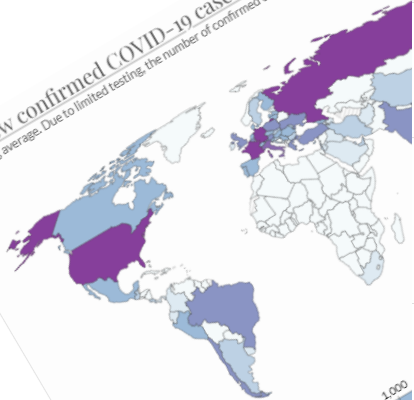 w confirmed COVID-19 case
average. Due to limited testing, the number of confirmed
1,000